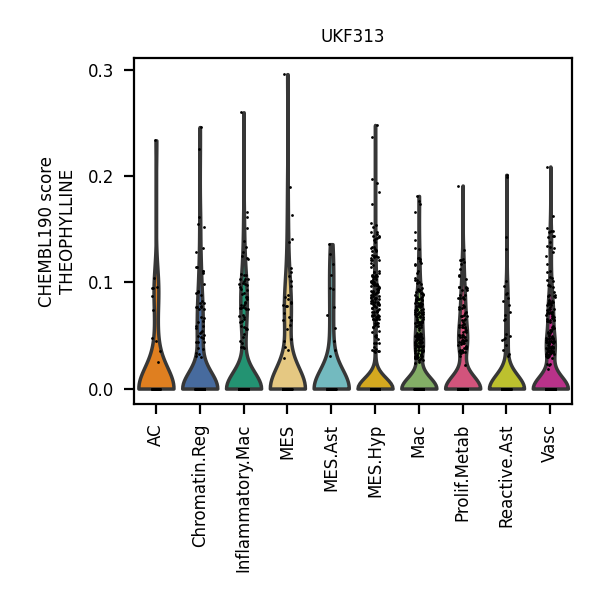 UKF313
CHEMBL190 score
THEOPHYLLINE
0.3
0.2
0.1
0.0
AC
Chromatin.Reg
Inflammatory.Mac
MES
MES.Ast
MES.Hyp
Mac
Prolif.Metab
Reactive.Ast
Vasc